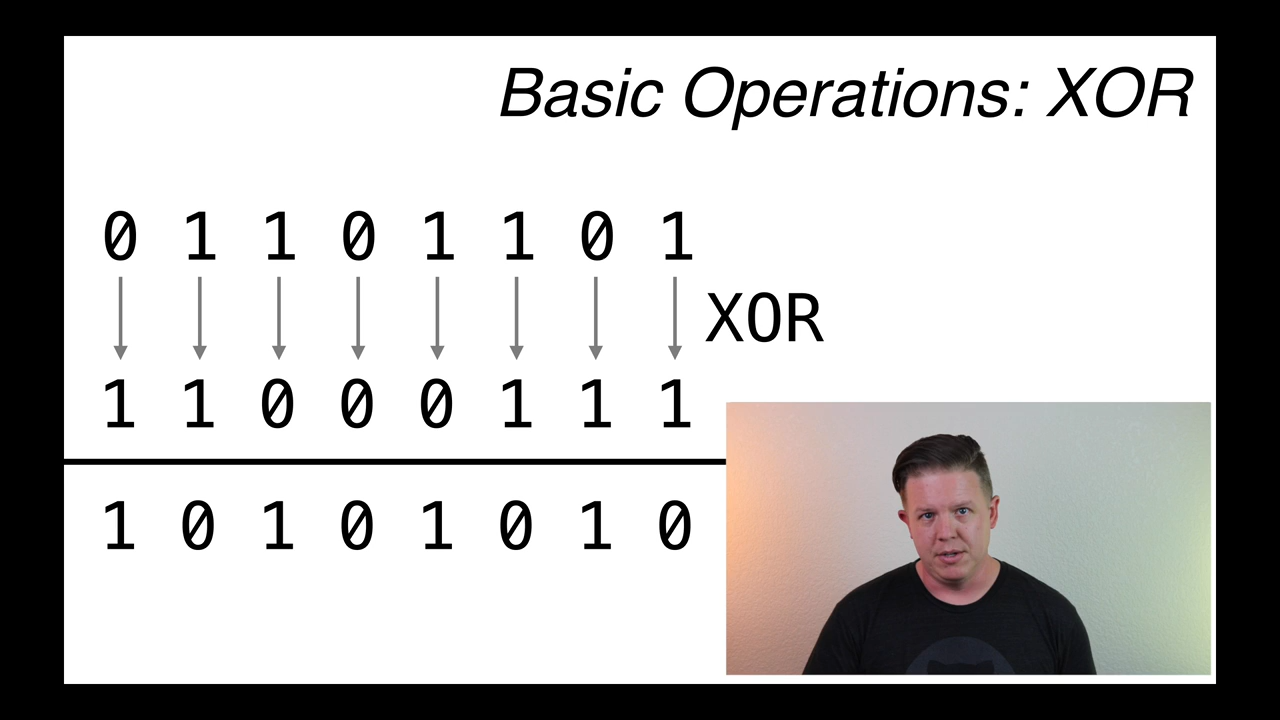 Basic Operations: XOR
0 1 1 0 1 1 0 1
XOR
1 1 0 0 0 1 1 1
1 0 1 0 1 0 1 0